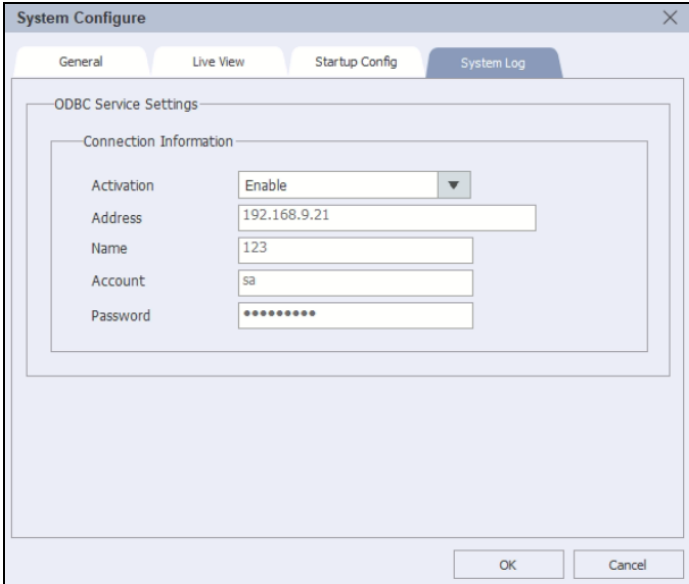 System Configure
General Live View Startup Config System Log
ODBC Service Settings
Connection Information
Activation Enable
Address 192.168.9.21
Name 123
Account sa
Password •••••••••
OK Cancel